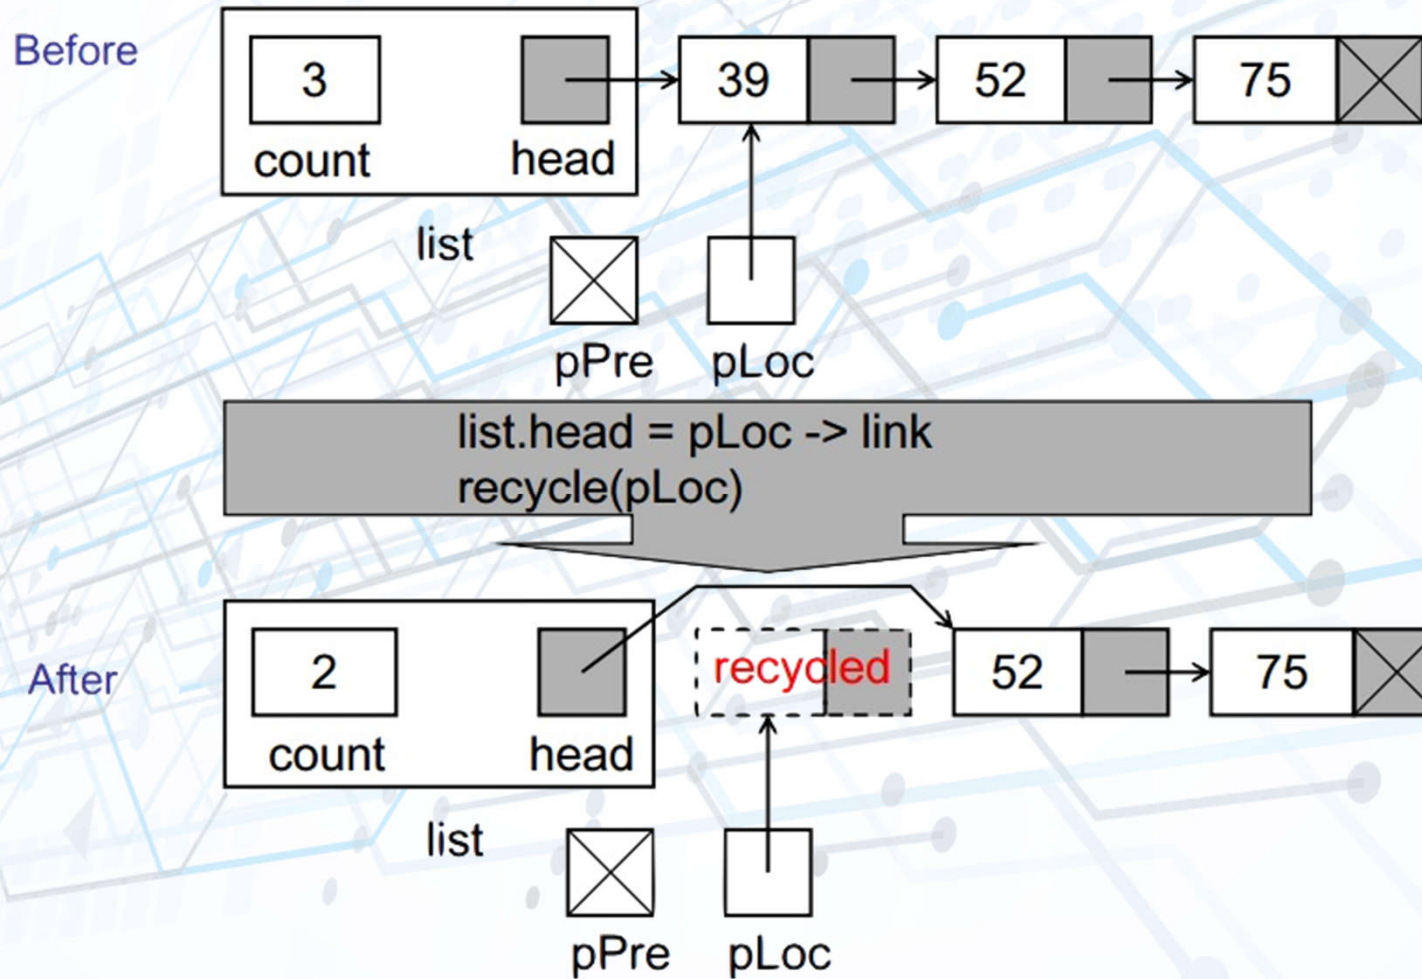 Before
3
39
52
75
count
head
list
pPre
pLoc
list.head = pLoc -> link
recycle(pLoc)
After
2
recycled
52
75
count
head
list
pPre
pLoc